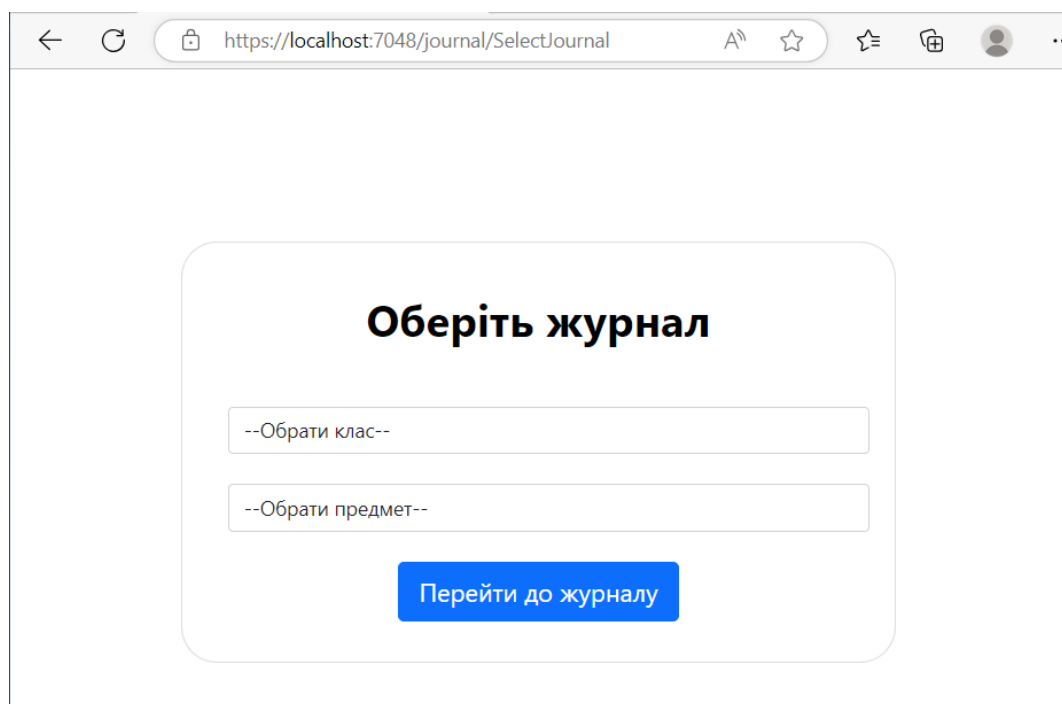 https://localhost:7048/journal/SelectJournal
Оберіть журнал
--Обрати клас--
--Обрати предмет--
Перейти до журналу